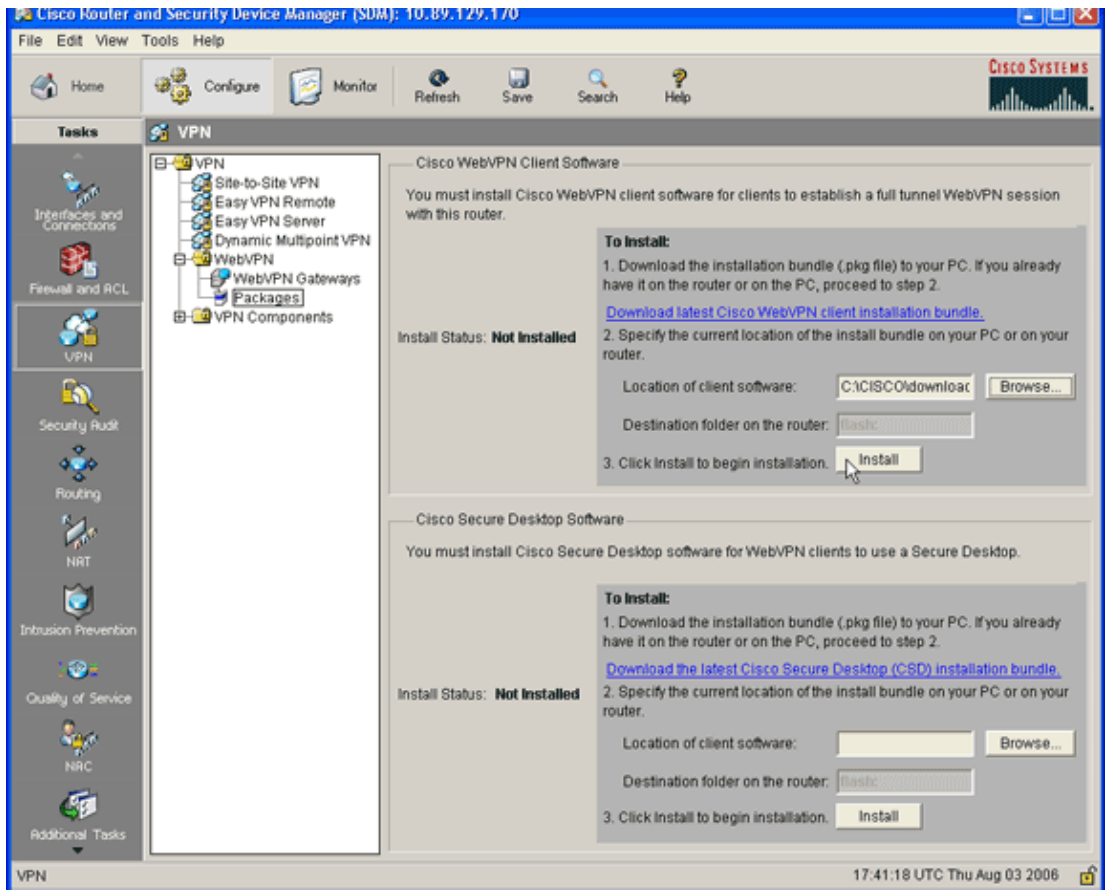 Cisco Router and Security Device Manager (SDM): 10.89.129.170
File Edit View Tools Help
Home
Configure
Monitor
Refresh
Save
Search
Help
CISCO SYSTEMS
Tasks
VPN
Interfaces and
Connections
Firewall and ACL
VPN
Security Audit
Routing
NAT
Intrusion Prevention
Quality of Service
NAC
Additional Tasks
VPN
Site-to-Site VPN
Easy VPN Remote
Easy VPN Server
Dynamic Multipoint VPN
WebVPN
WebVPN Gateways
Packages
VPN Components
Cisco WebVPN Client Software
You must install Cisco WebVPN client software for clients to establish a full tunnel WebVPN session
with this router.
Install Status: Not Installed
To Install:
1. Download the installation bundle (.pkg file) to your PC. If you already
have it on the router or on the PC, proceed to step 2.
Download latest Cisco WebVPN client installation bundle.
2. Specify the current location of the install bundle on your PC or on your
router.
Location of client software: C:\CISCO\download Browse...
Destination folder on the router: flash:
3. Click Install to begin installation. Install
Cisco Secure Desktop Software
You must install Cisco Secure Desktop software for WebVPN clients to use a Secure Desktop.
Install Status: Not Installed
To Install:
1. Download the installation bundle (.pkg file) to your PC. If you already
have it on the router or on the PC, proceed to step 2.
Download the latest Cisco Secure Desktop (CSD) installation bundle.
2. Specify the current location of the install bundle on your PC or on your
router.
Location of client software: Browse...
Destination folder on the router: flash:
3. Click Install to begin installation. Install
VPN
17:41:18 UTC Thu Aug 03 2006